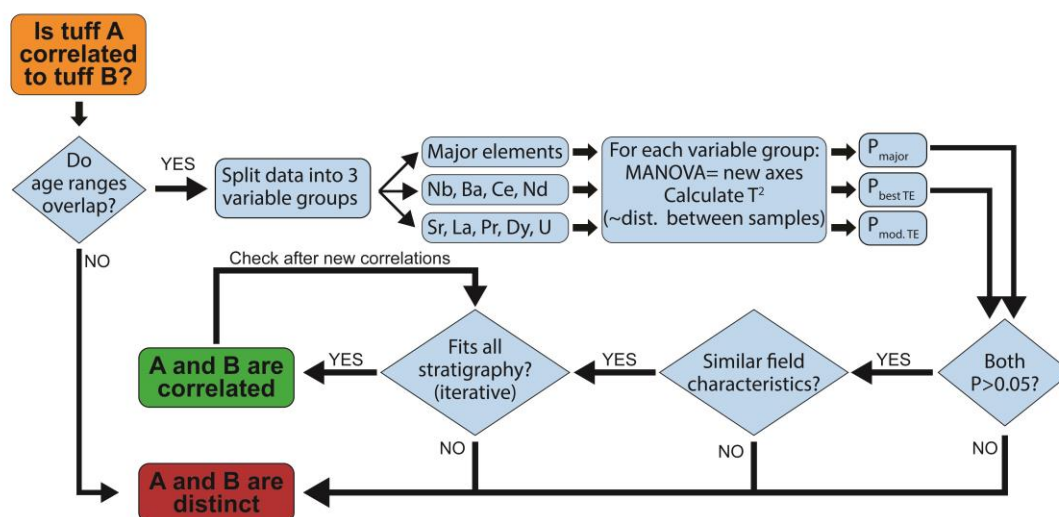 Is tuff A
correlated
to tuff B?
Do
age ranges
overlap?
YES
NO
Split data into 3
variable groups
Major elements
Nb, Ba, Ce, Nd
Sr, La, Pr, Dy, U
For each variable group:
MANOVA= new axes
Calculate T²
(~dist. between samples)
P major
P best TE
P mod. TE
Both
P>0.05?
YES
NO
Similar field
characteristics?
YES
NO
Fits all
stratigraphy?
(iterative)
YES
NO
Check after new correlations
A and B are
correlated
A and B are
distinct